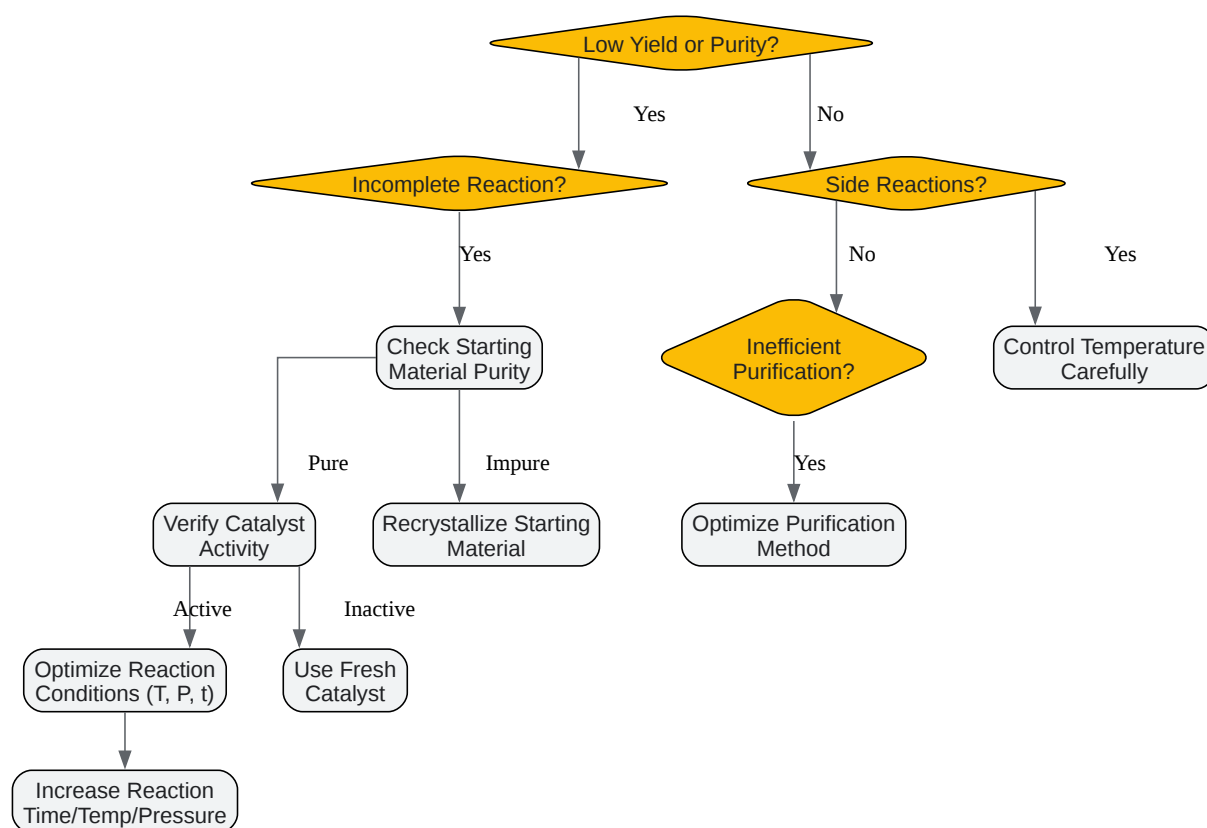 Low Yield or Purity?
Yes
No
Incomplete Reaction?
Side Reactions?
Yes
No
Yes
Check Starting
Material Purity
Inefficient
Purification?
Control Temperature
Carefully
Pure
Impure
Yes
Verify Catalyst
Activity
Recrystallize Starting
Material
Optimize Purification
Method
Active
Inactive
Optimize Reaction
Conditions (T, P, t)
Use Fresh
Catalyst
Increase Reaction
Time/Temp/Pressure